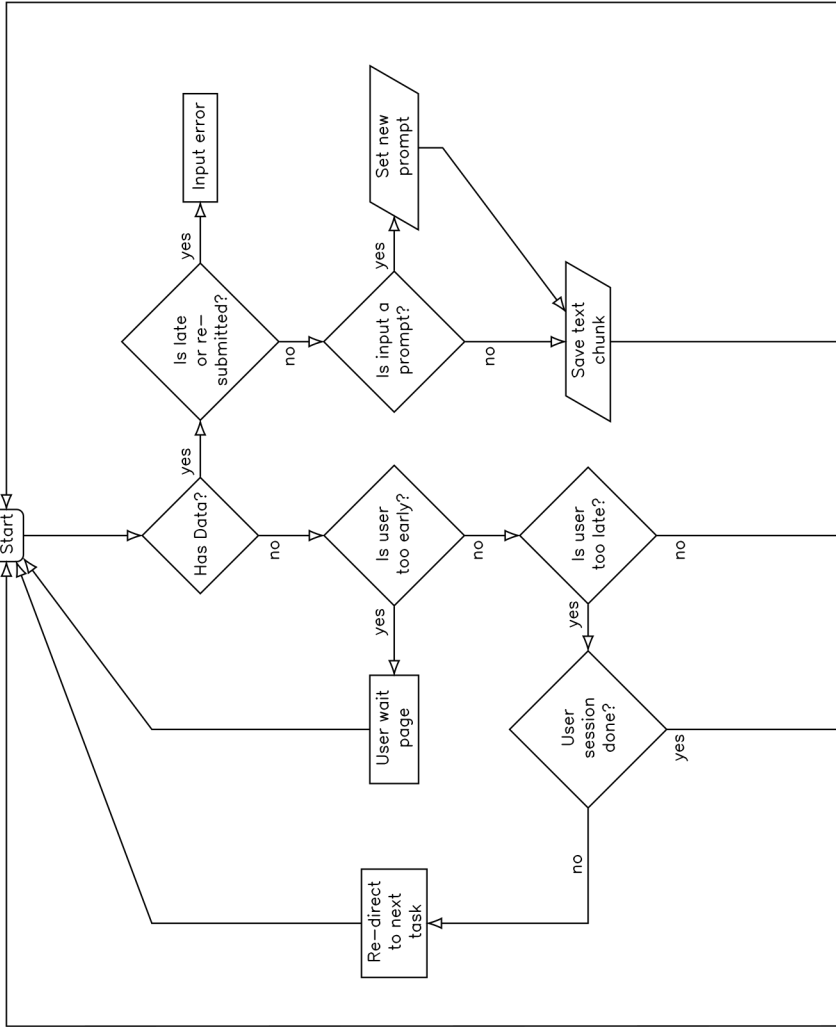 Start
Has Data?
yes
no
Is late
or re-
submitted?
yes
no
Input error
Is input a
prompt?
yes
no
Set new
prompt
Save text
chunk
Is user
too early?
yes
no
User wait
page
Is user
too late?
yes
no
User
session
done?
no
yes
Re-direct
to next
task